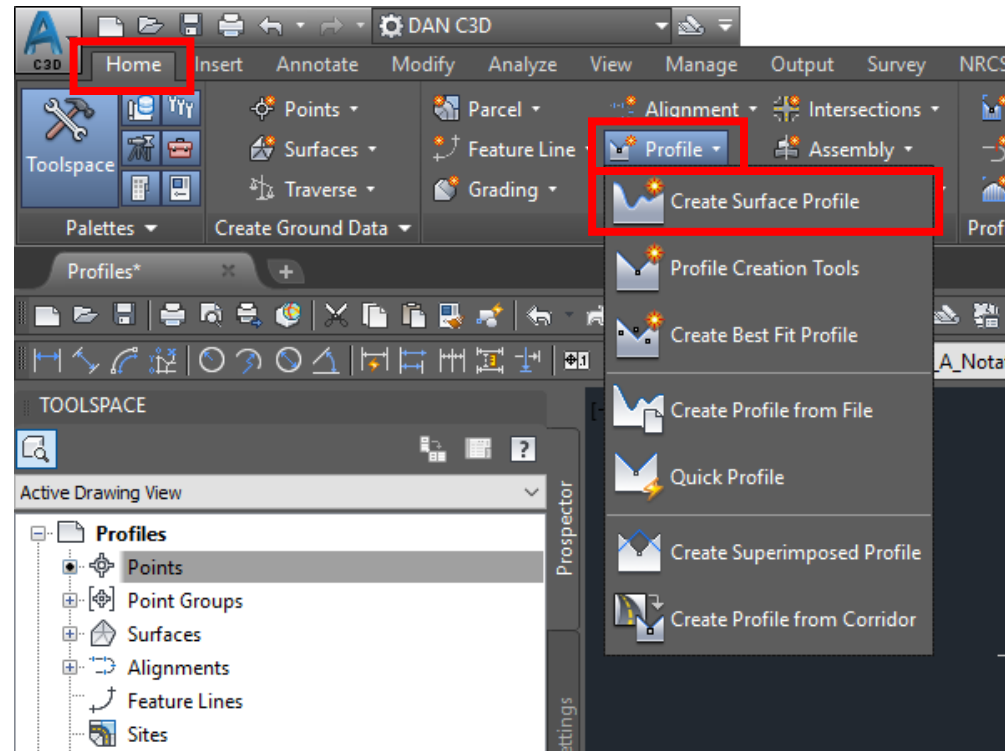 DAN C3D
C3D
Home Insert Annotate Modify Analyze View Manage Output Survey NRCS
Toolspace
Points
Surfaces
Traverse
Parcel
Feature Line
Grading
Alignment
Profile
Intersections
Assembly
Palettes
Create Ground Data
Prof
Create Surface Profile
Profile Creation Tools
Create Best Fit Profile
Create Profile from File
Quick Profile
Create Superimposed Profile
Create Profile from Corridor
Profiles*
1
_A_Nota
TOOLSPACE
?
Active Drawing View
Profiles
Points
Point Groups
Surfaces
Alignments
Feature Lines
Sites
Prospector
ettings